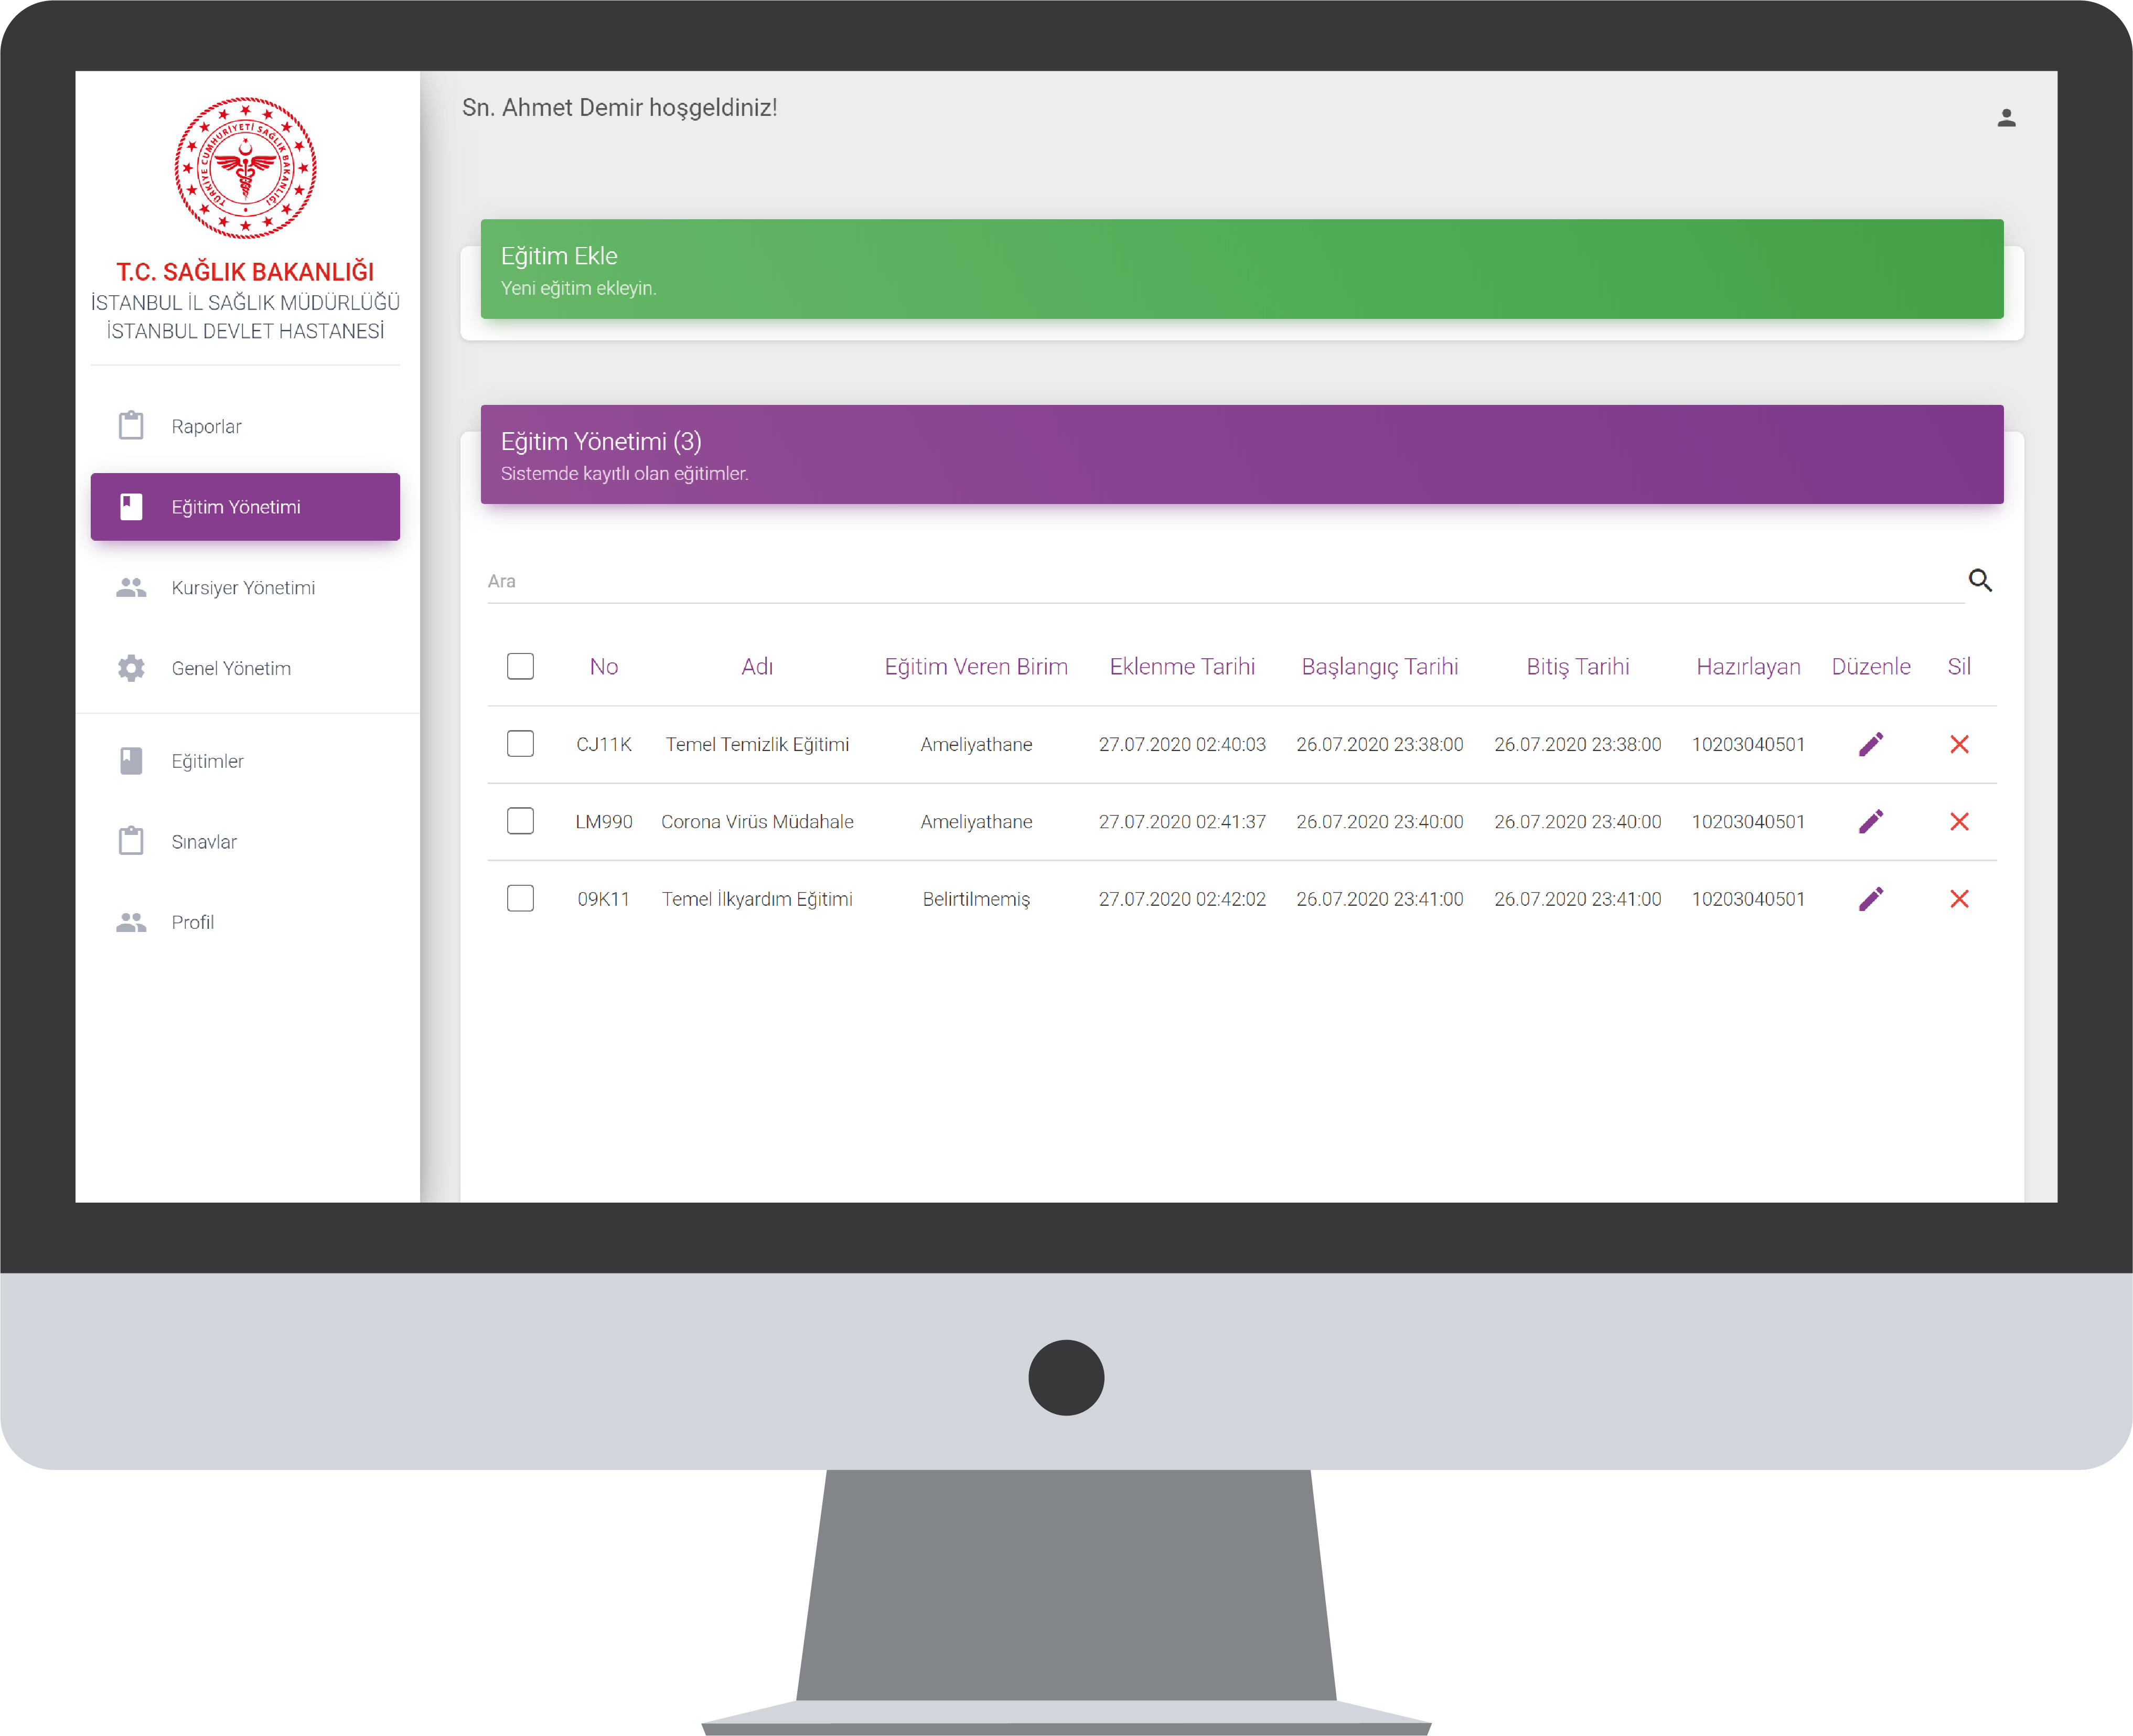 TÜRKİYE CUMHURİYETİ SAĞLIK BAKANLIĞI
T.C. SAĞLIK BAKANLIĞI
İSTANBUL İL SAĞLIK MÜDÜRLÜĞÜ
İSTANBUL DEVLET HASTANESİ
Raporlar
Eğitim Yönetimi
Kursiyer Yönetimi
Genel Yönetim
Eğitimler
Sınavlar
Profil
Sn. Ahmet Demir hoşgeldiniz!
Eğitim Ekle
Yeni eğitim ekleyin.
Eğitim Yönetimi (3)
Sistemde kayıtlı olan eğitimler.
Ara
No Adı Eğitim Veren Birim Eklenme Tarihi Başlangıç Tarihi Bitiş Tarihi Hazırlayan Düzenle Sil
CJ11K Temel Temizlik Eğitimi Ameliyathane 27.07.2020 02:40:03 26.07.2020 23:38:00 26.07.2020 23:38:00 10203040501
LM990 Corona Virüs Müdahale Ameliyathane 27.07.2020 02:41:37 26.07.2020 23:40:00 26.07.2020 23:40:00 10203040501
09K11 Temel İlkyardım Eğitimi Belirtilmemiş 27.07.2020 02:42:02 26.07.2020 23:41:00 26.07.2020 23:41:00 10203040501